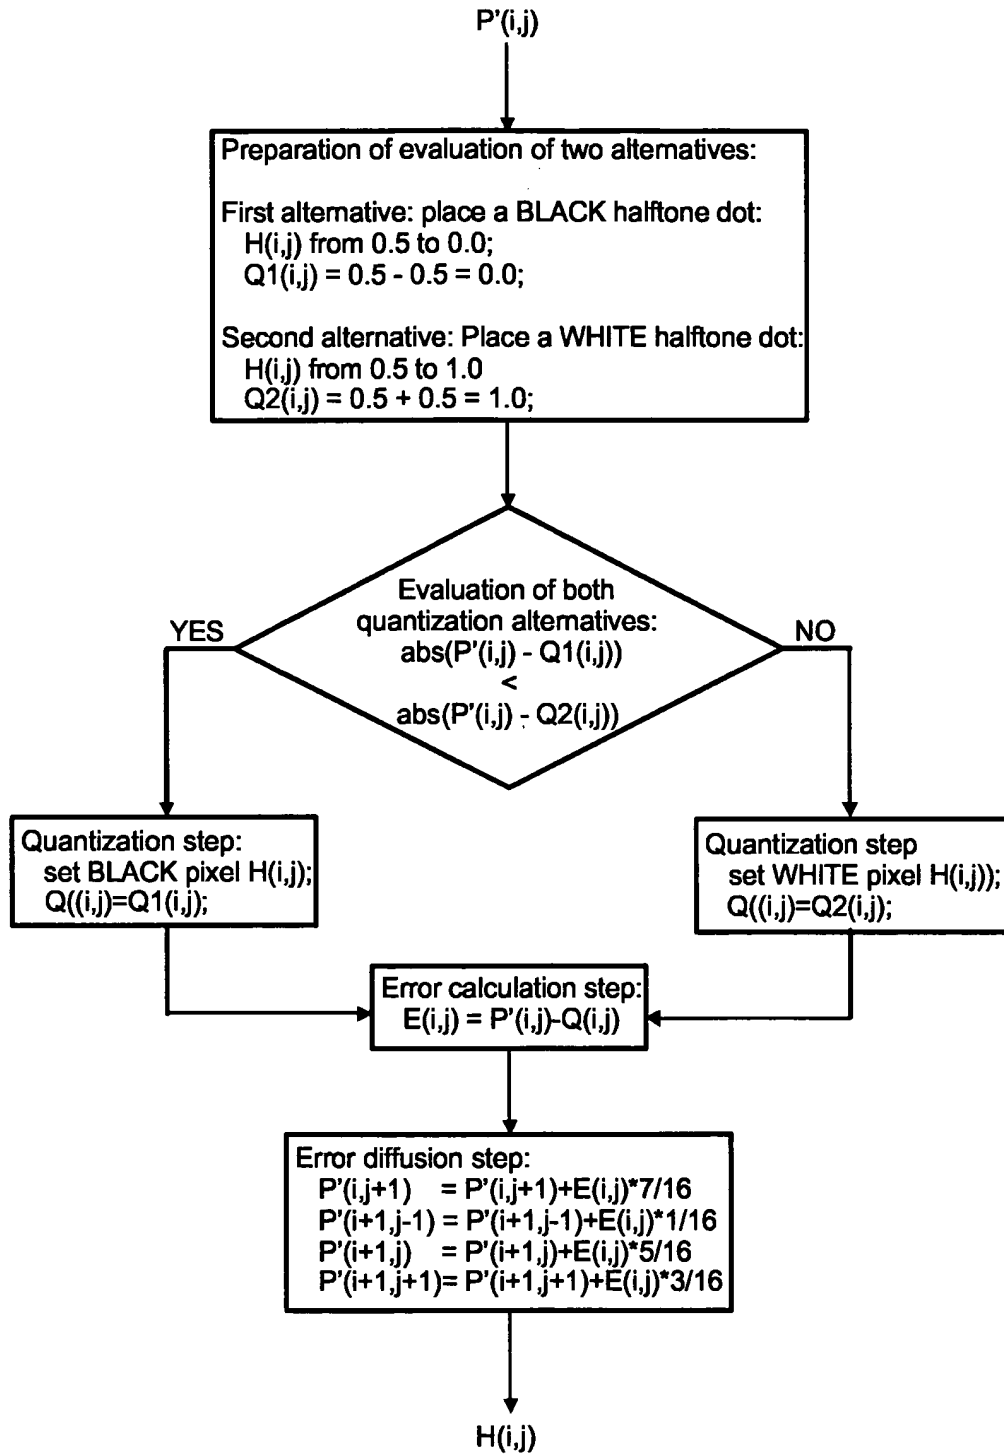 P'(i,j)
Preparation of evaluation of two alternatives:
First alternative: place a BLACK halftone dot:
H(i,j) from 0.5 to 0.0;
Q1(i,j) = 0.5 - 0.5 = 0.0;
Second alternative: Place a WHITE halftone dot:
H(i,j) from 0.5 to 1.0
Q2(i,j) = 0.5 + 0.5 = 1.0;
Evaluation of both
quantization alternatives:
abs(P'(i,j) - Q1(i,j))
<
abs(P'(i,j) - Q2(i,j))
YES
NO
Quantization step:
set BLACK pixel H(i,j);
Q((i,j)=Q1(i,j);
Quantization step
set WHITE pixel H(i,j));
Q((i,j)=Q2(i,j);
Error calculation step:
E(i,j) = P'(i,j)-Q(i,j)
Error diffusion step:
P'(i,j+1) = P'(i,j+1)+E(i,j)*7/16
P'(i+1,j-1) = P'(i+1,j-1)+E(i,j)*1/16
P'(i+1,j) = P'(i+1,j)+E(i,j)*5/16
P'(i+1,j+1)= P'(i+1,j+1)+E(i,j)*3/16
H(i,j)